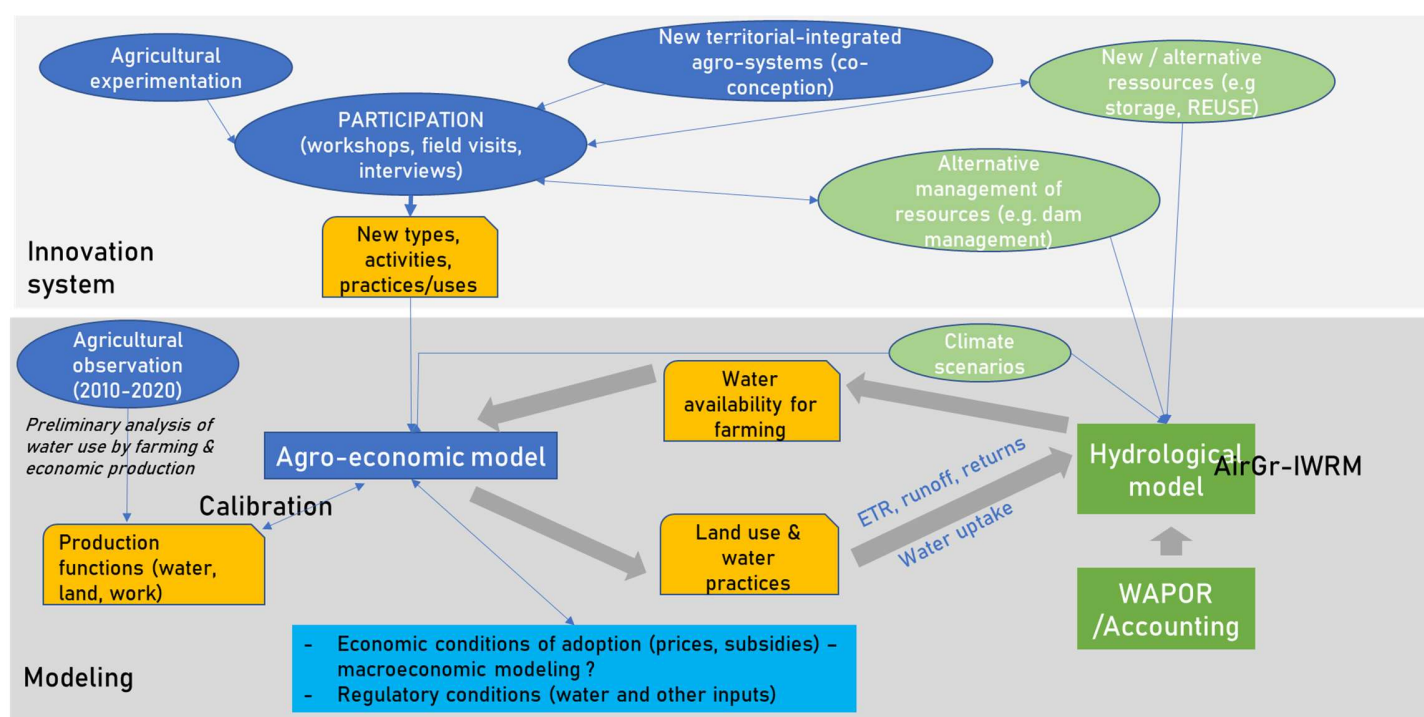 Agricultural
experimentation
New territorial-integrated
agro-systems (co-
conception)
New / alternative
ressources (e.g
storage, REUSE)
PARTICIPATION
(workshops, field visits,
interviews)
Alternative
management of
resources (e.g. dam
management)
New types,
activities,
practices/uses
Innovation
system
Agricultural
observation
(2010-2020)
Climate
scenarios
Water
availability for
farming
Preliminary analysis of
water use by farming &
economic production
Agro-economic model
Hydrological
model
AirGr-IWRM
ETR, runoff, returns
Water uptake
Calibration
Production
functions (water,
land, work)
Land use &
water
practices
WAPOR
/Accounting
- Economic conditions of adoption (prices, subsidies) –
macroeconomic modeling ?
- Regulatory conditions (water and other inputs)
Modeling